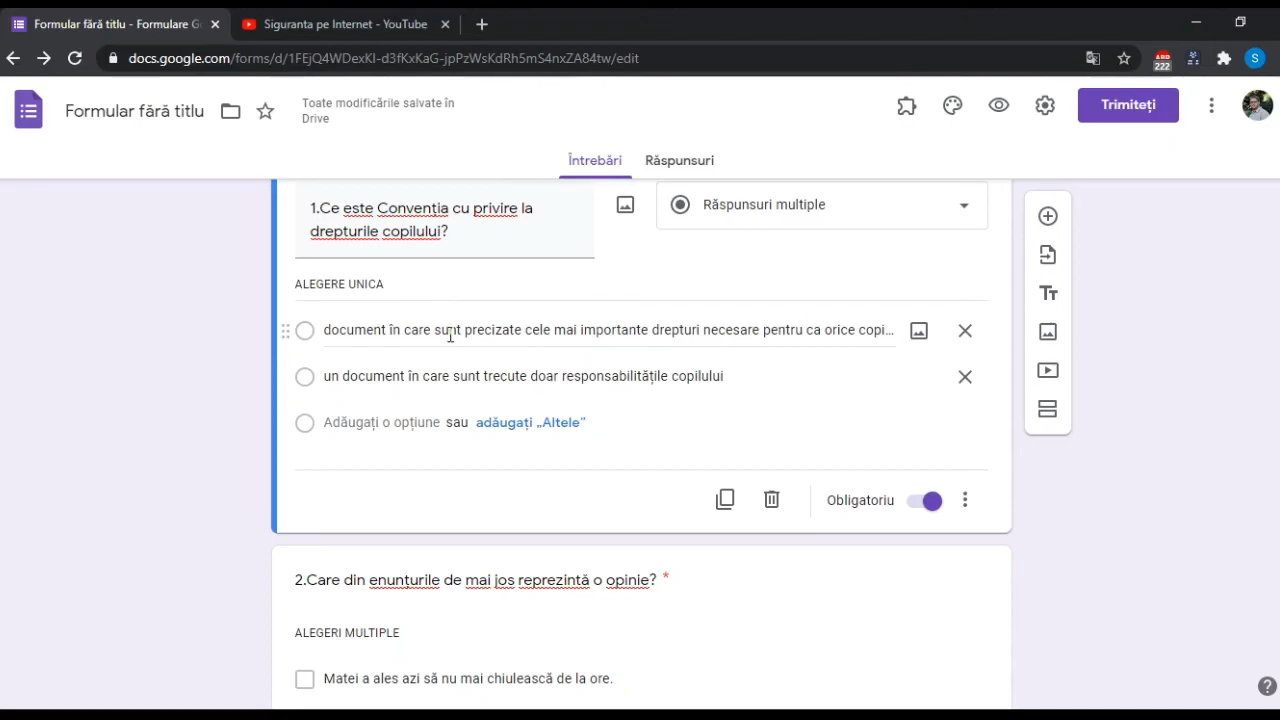 Formular fără titlu - Formulare G
Siguranta pe Internet - YouTube
docs.google.com/forms/d/1FEjQ4WDexKI-d3fKxKaG-jpPzWsKdRh5mS4nxZA84tw/edit
ABD
222
S
Formular fără titlu
Toate modificările salvate în
Drive
Trimiteți
Întrebări
Răspunsuri
1.Ce este Convenția cu privire la
drepturile copilului?
Răspunsuri multiple
ALEGERE UNICA
document în care sunt precizate cele mai importante drepturi necesare pentru ca orice copi...
un document în care sunt trecute doar responsabilitățile copilului
Adăugați o opțiune sau adăugați „Altele”
Obligatoriu
2.Care din enunțurile de mai jos reprezintă o opinie? *
ALEGERI MULTIPLE
Matei a ales azi să nu mai chiulească de la ore.